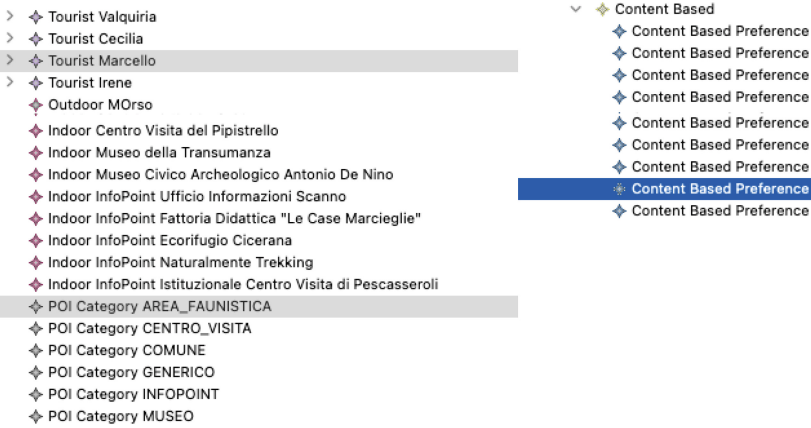 Tourist Valquiria
Tourist Cecilia
Tourist Marcello
Tourist Irene
Outdoor MOrso
Indoor Centro Visita del Pipistrello
Indoor Museo della Transumanza
Indoor Museo Civico Archeologico Antonio De Nino
Indoor InfoPoint Ufficio Informazioni Scanno
Indoor InfoPoint Fattoria Didattica "Le Case Marcieglie"
Indoor InfoPoint Ecorifugio Cicerana
Indoor InfoPoint Naturalmente Trekking
Indoor InfoPoint Istituzionale Centro Visita di Pescasseroli
POI Category AREA_FAUNISTICA
POI Category CENTRO_VISITA
POI Category COMUNE
POI Category GENERICO
POI Category INFOPOINT
POI Category MUSEO
Content Based
Content Based Preference
Content Based Preference
Content Based Preference
Content Based Preference
Content Based Preference
Content Based Preference
Content Based Preference
Content Based Preference
Content Based Preference